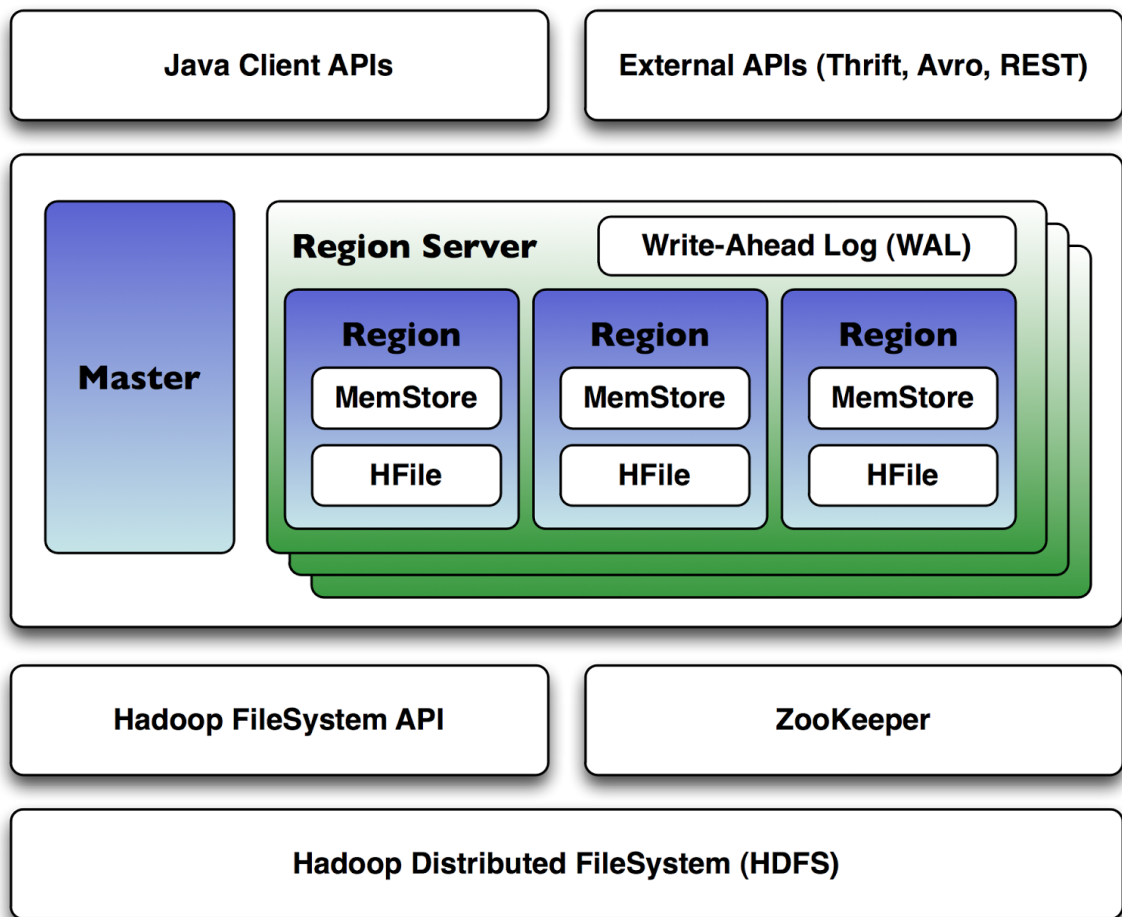 Java Client APIs
External APIs (Thrift, Avro, REST)
Master
Region Server
Write-Ahead Log (WAL)
Region
MemStore
HFile
Region
MemStore
HFile
Region
MemStore
HFile
Hadoop FileSystem API
ZooKeeper
Hadoop Distributed FileSystem (HDFS)